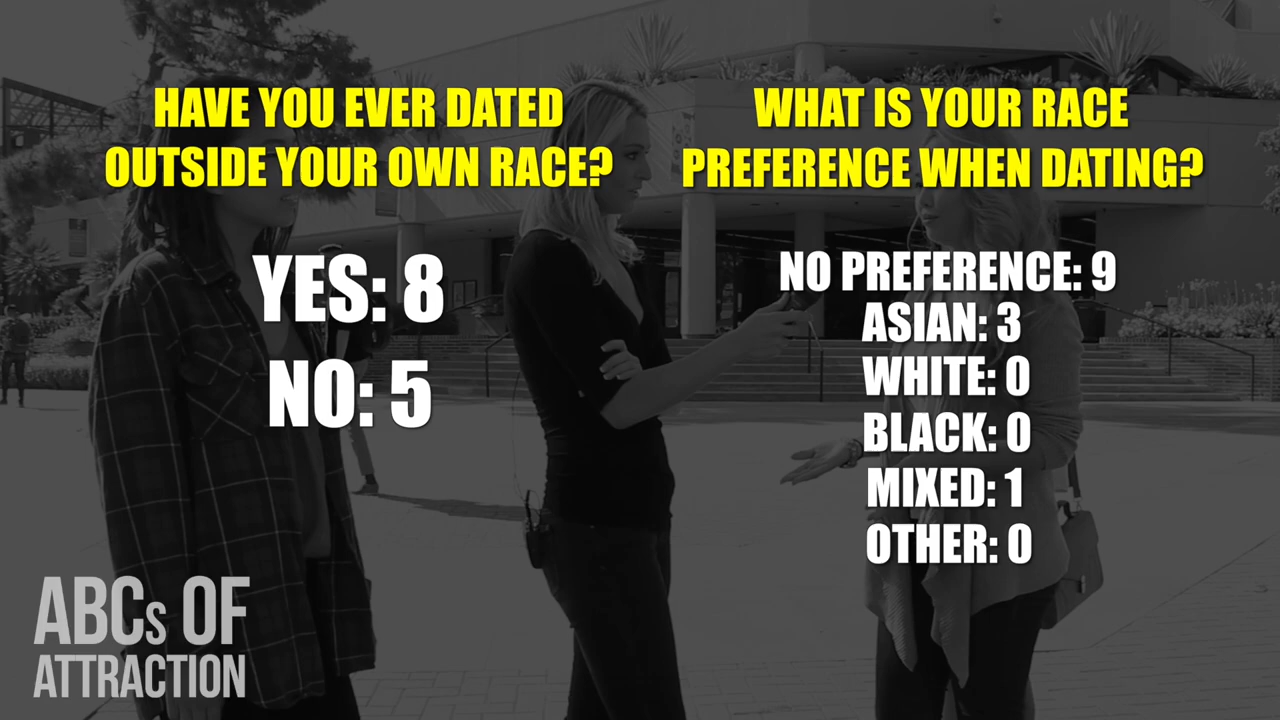 HAVE YOU EVER DATED
OUTSIDE YOUR OWN RACE?
YES: 8
NO: 5
WHAT IS YOUR RACE
PREFERENCE WHEN DATING?
NO PREFERENCE: 9
ASIAN: 3
WHITE: 0
BLACK: 0
MIXED: 1
OTHER: 0
ABCs OF
ATTRACTION